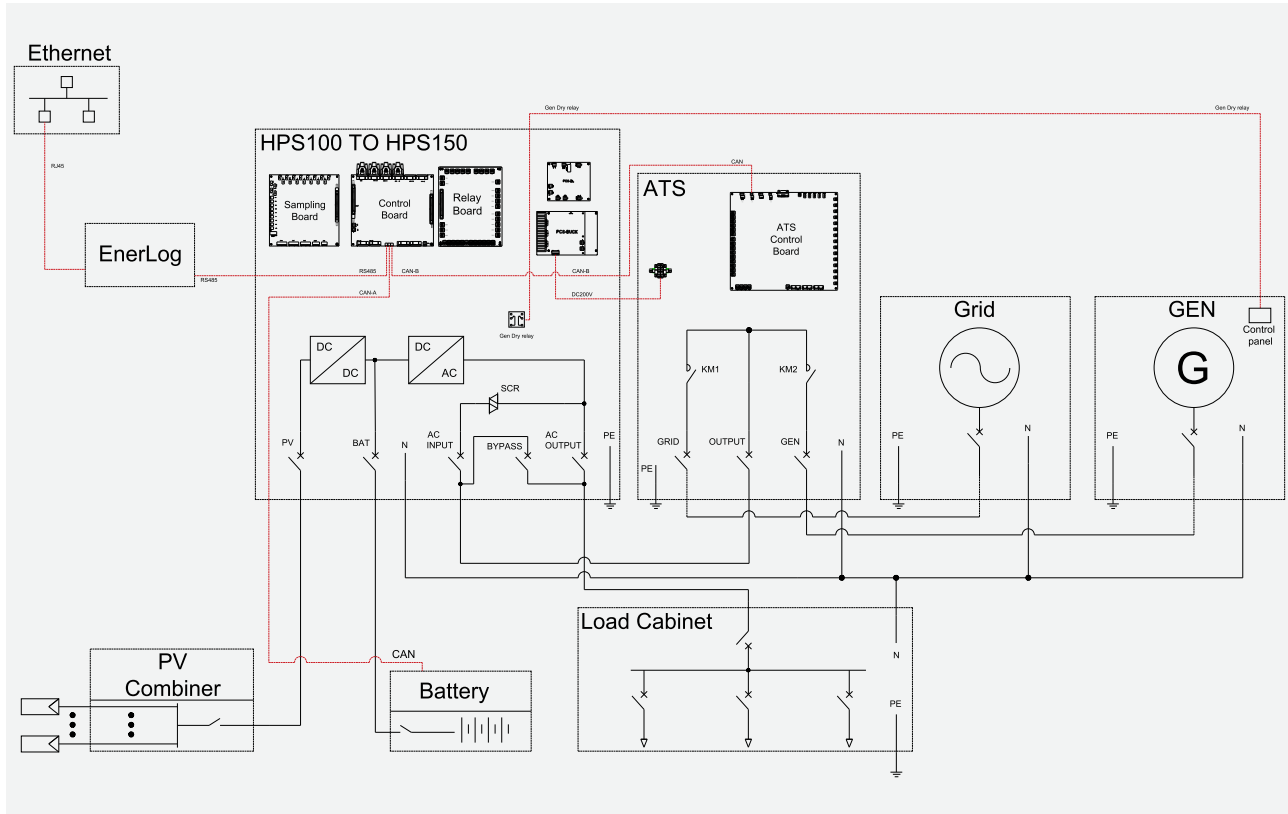 Ethernet
Gen Dry relay
Gen Dry relay
HPS100 TO HPS150
RJ45
CAN
ATS
Sampling
Board
Control
Board
Relay
Board
PCS-BUCK
ATS
Control
Board
EnerLog
RS485
RS485
CAN-B
CAN-B
CAN-A
DC200V
Grid
GEN
Control
panel
Gen Dry relay
DC
DC
DC
AC
KM1
KM2
G
SCR
PV
BAT
N
AC
INPUT
BYPASS
AC
OUTPUT
PE
PE
GRID
OUTPUT
GEN
N
PE
N
PE
N
Load Cabinet
N
PE
PV
Combiner
CAN
Battery